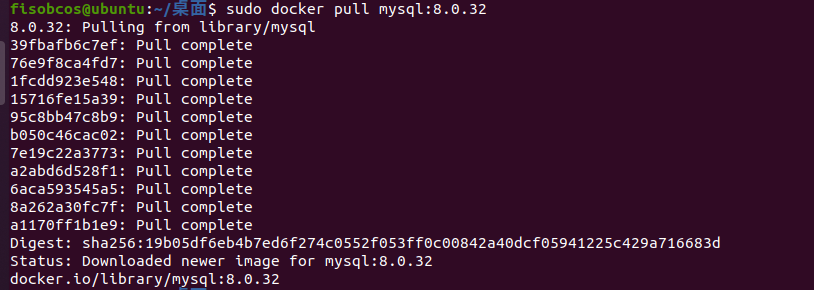 fisobcos@ubuntu:~/桌面$ sudo docker pull mysql:8.0.32
8.0.32: Pulling from library/mysql
39fbafb6c7ef: Pull complete
76e9f8ca4fd7: Pull complete
1fcdd923e548: Pull complete
15716fe15a39: Pull complete
95c8bb47c8b9: Pull complete
b050c46cac02: Pull complete
7e19c22a3773: Pull complete
a2abd6d528f1: Pull complete
6aca593545a5: Pull complete
8a262a30fc7f: Pull complete
a1170ff1b1e9: Pull complete
Digest: sha256:19b05df6eb4b7ed6f274c0552f053ff0c00842a40dcf05941225c429a716683d
Status: Downloaded newer image for mysql:8.0.32
docker.io/library/mysql:8.0.32